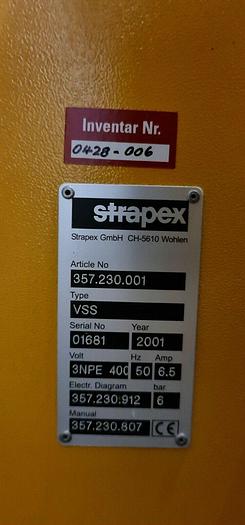 Inventar Nr.
0428-006
strapex
Strapex GmbH CH-5610 Wohlen
Article No
357.230.001
Type
VSS
Serial No Year
01681 2001
Volt Hz Amp
3NPE 400 50 6.5
Electr. Diagram bar
357.230.912 6
Manual
357.230.807 CE